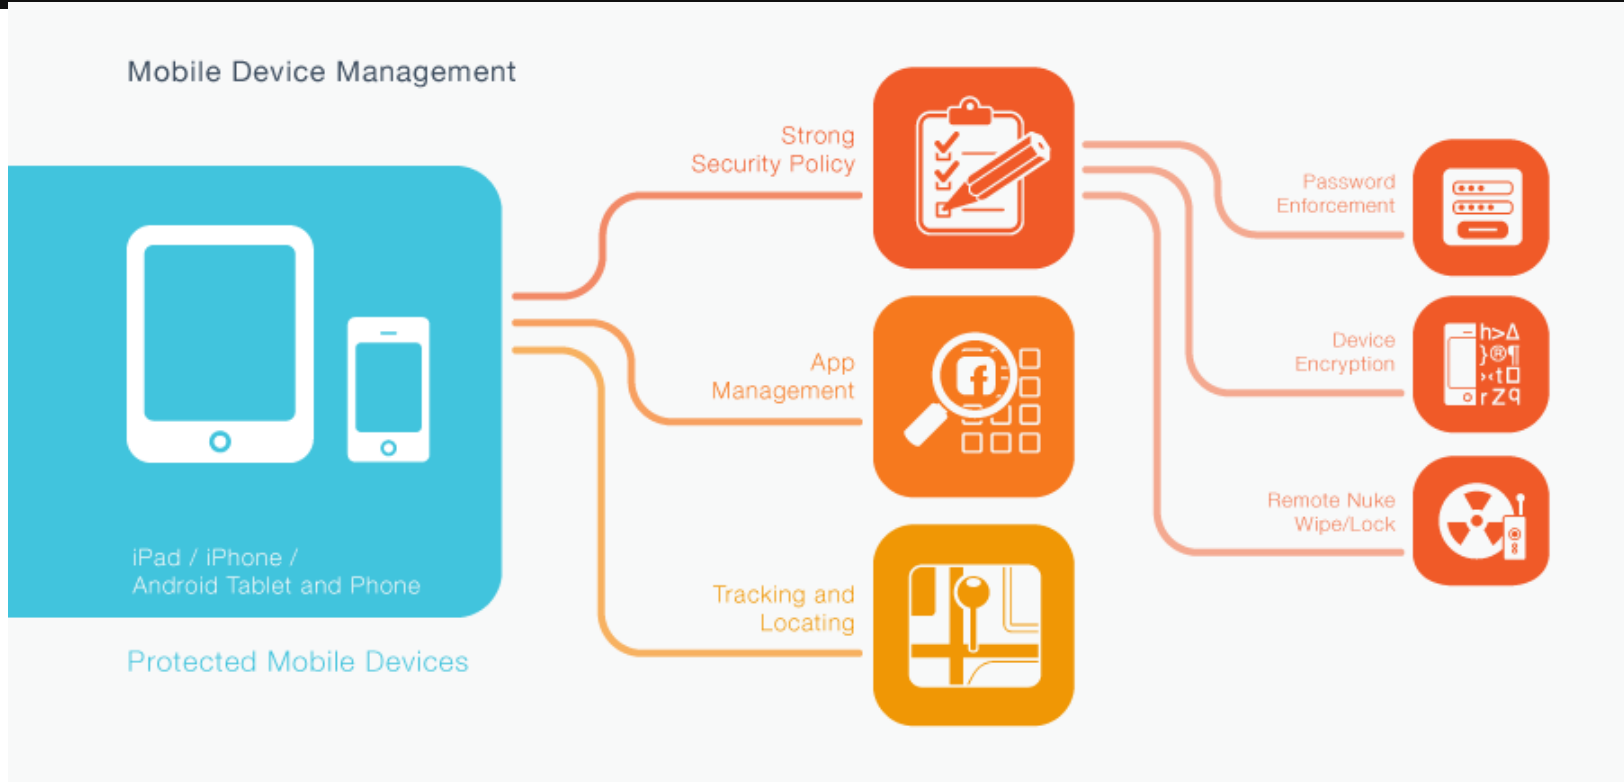 Mobile Device Management
Strong
Security Policy
Password
Enforcement
App
Management
Device
Encryption
h>Δ
}®¶
›‹t□
rZq
f
Remote Nuke
Wipe/Lock
iPad / iPhone /
Android Tablet and Phone
Tracking and
Locating
Protected Mobile Devices